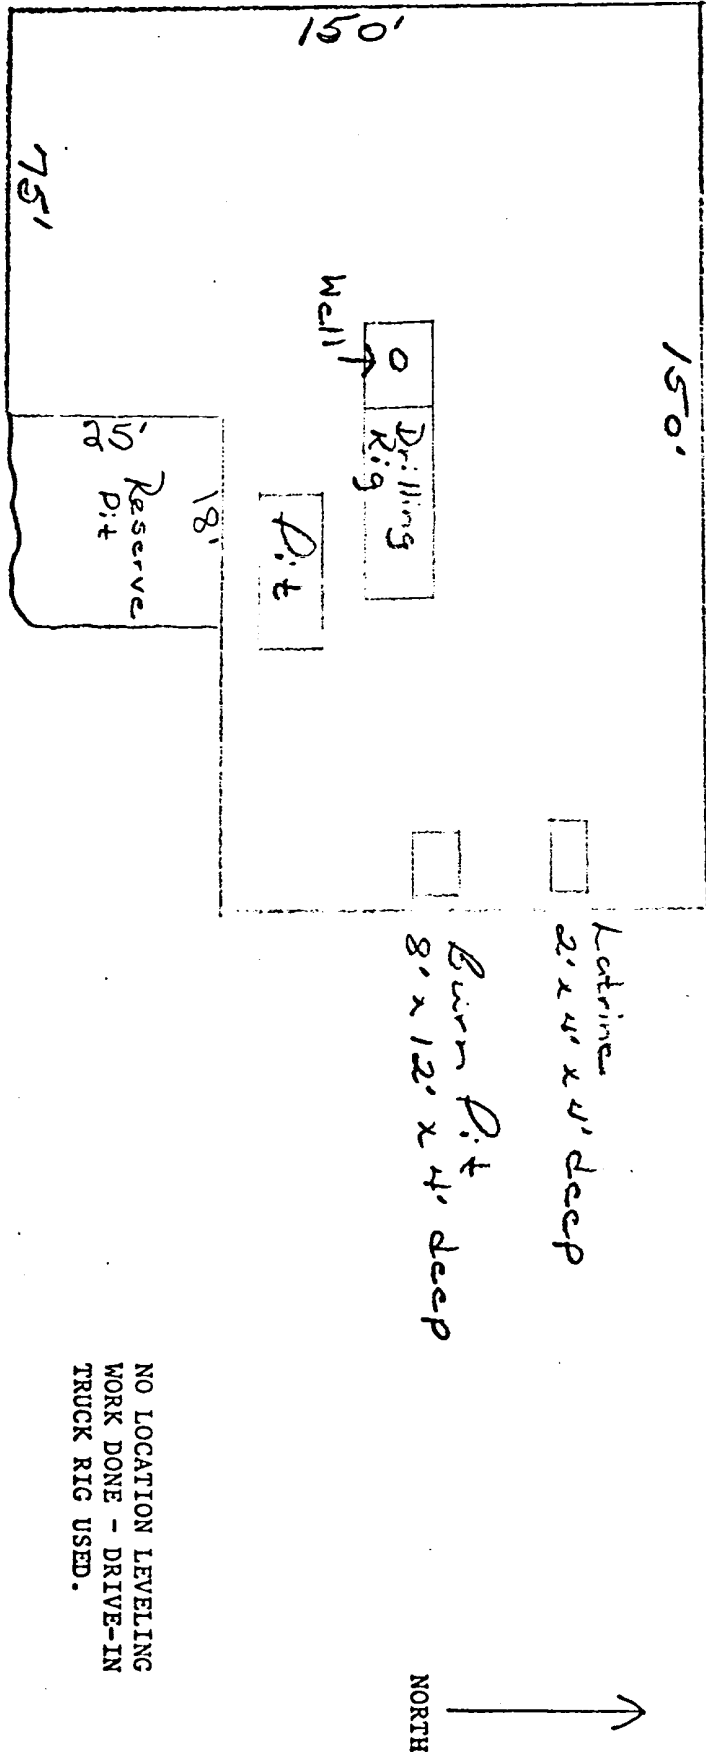 150'
150'
75'
Well
O
Drilling
Rig
Pit
25'
18'
Reserve
Pit
Latrine
2' x 4' x 4' deep
Burn Pit
8' x 12' x 4' deep
NO LOCATION LEVELING
WORK DONE - DRIVE-IN
TRUCK RIG USED.
NORTH